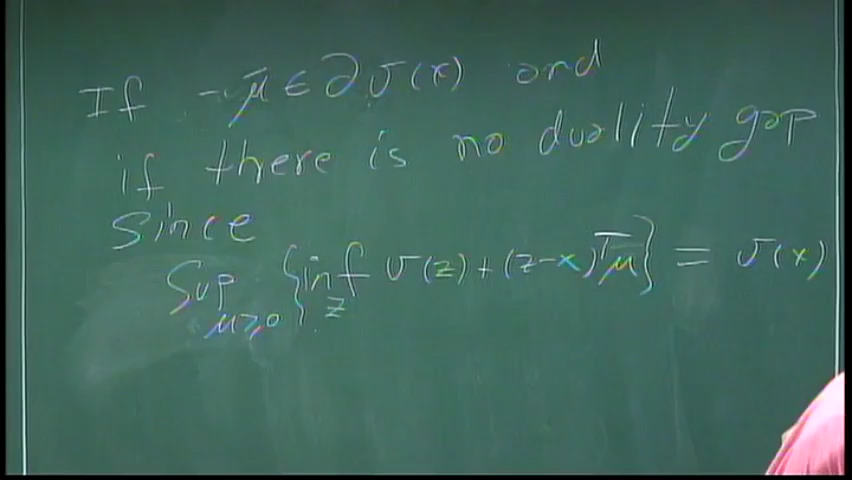 If -μ̄ ∈ ∂v(x) and
if there is no duality gap
since
Sup {inf v(z) + (z-x)ᵀμ̄} = v(x)
μ≥0 z